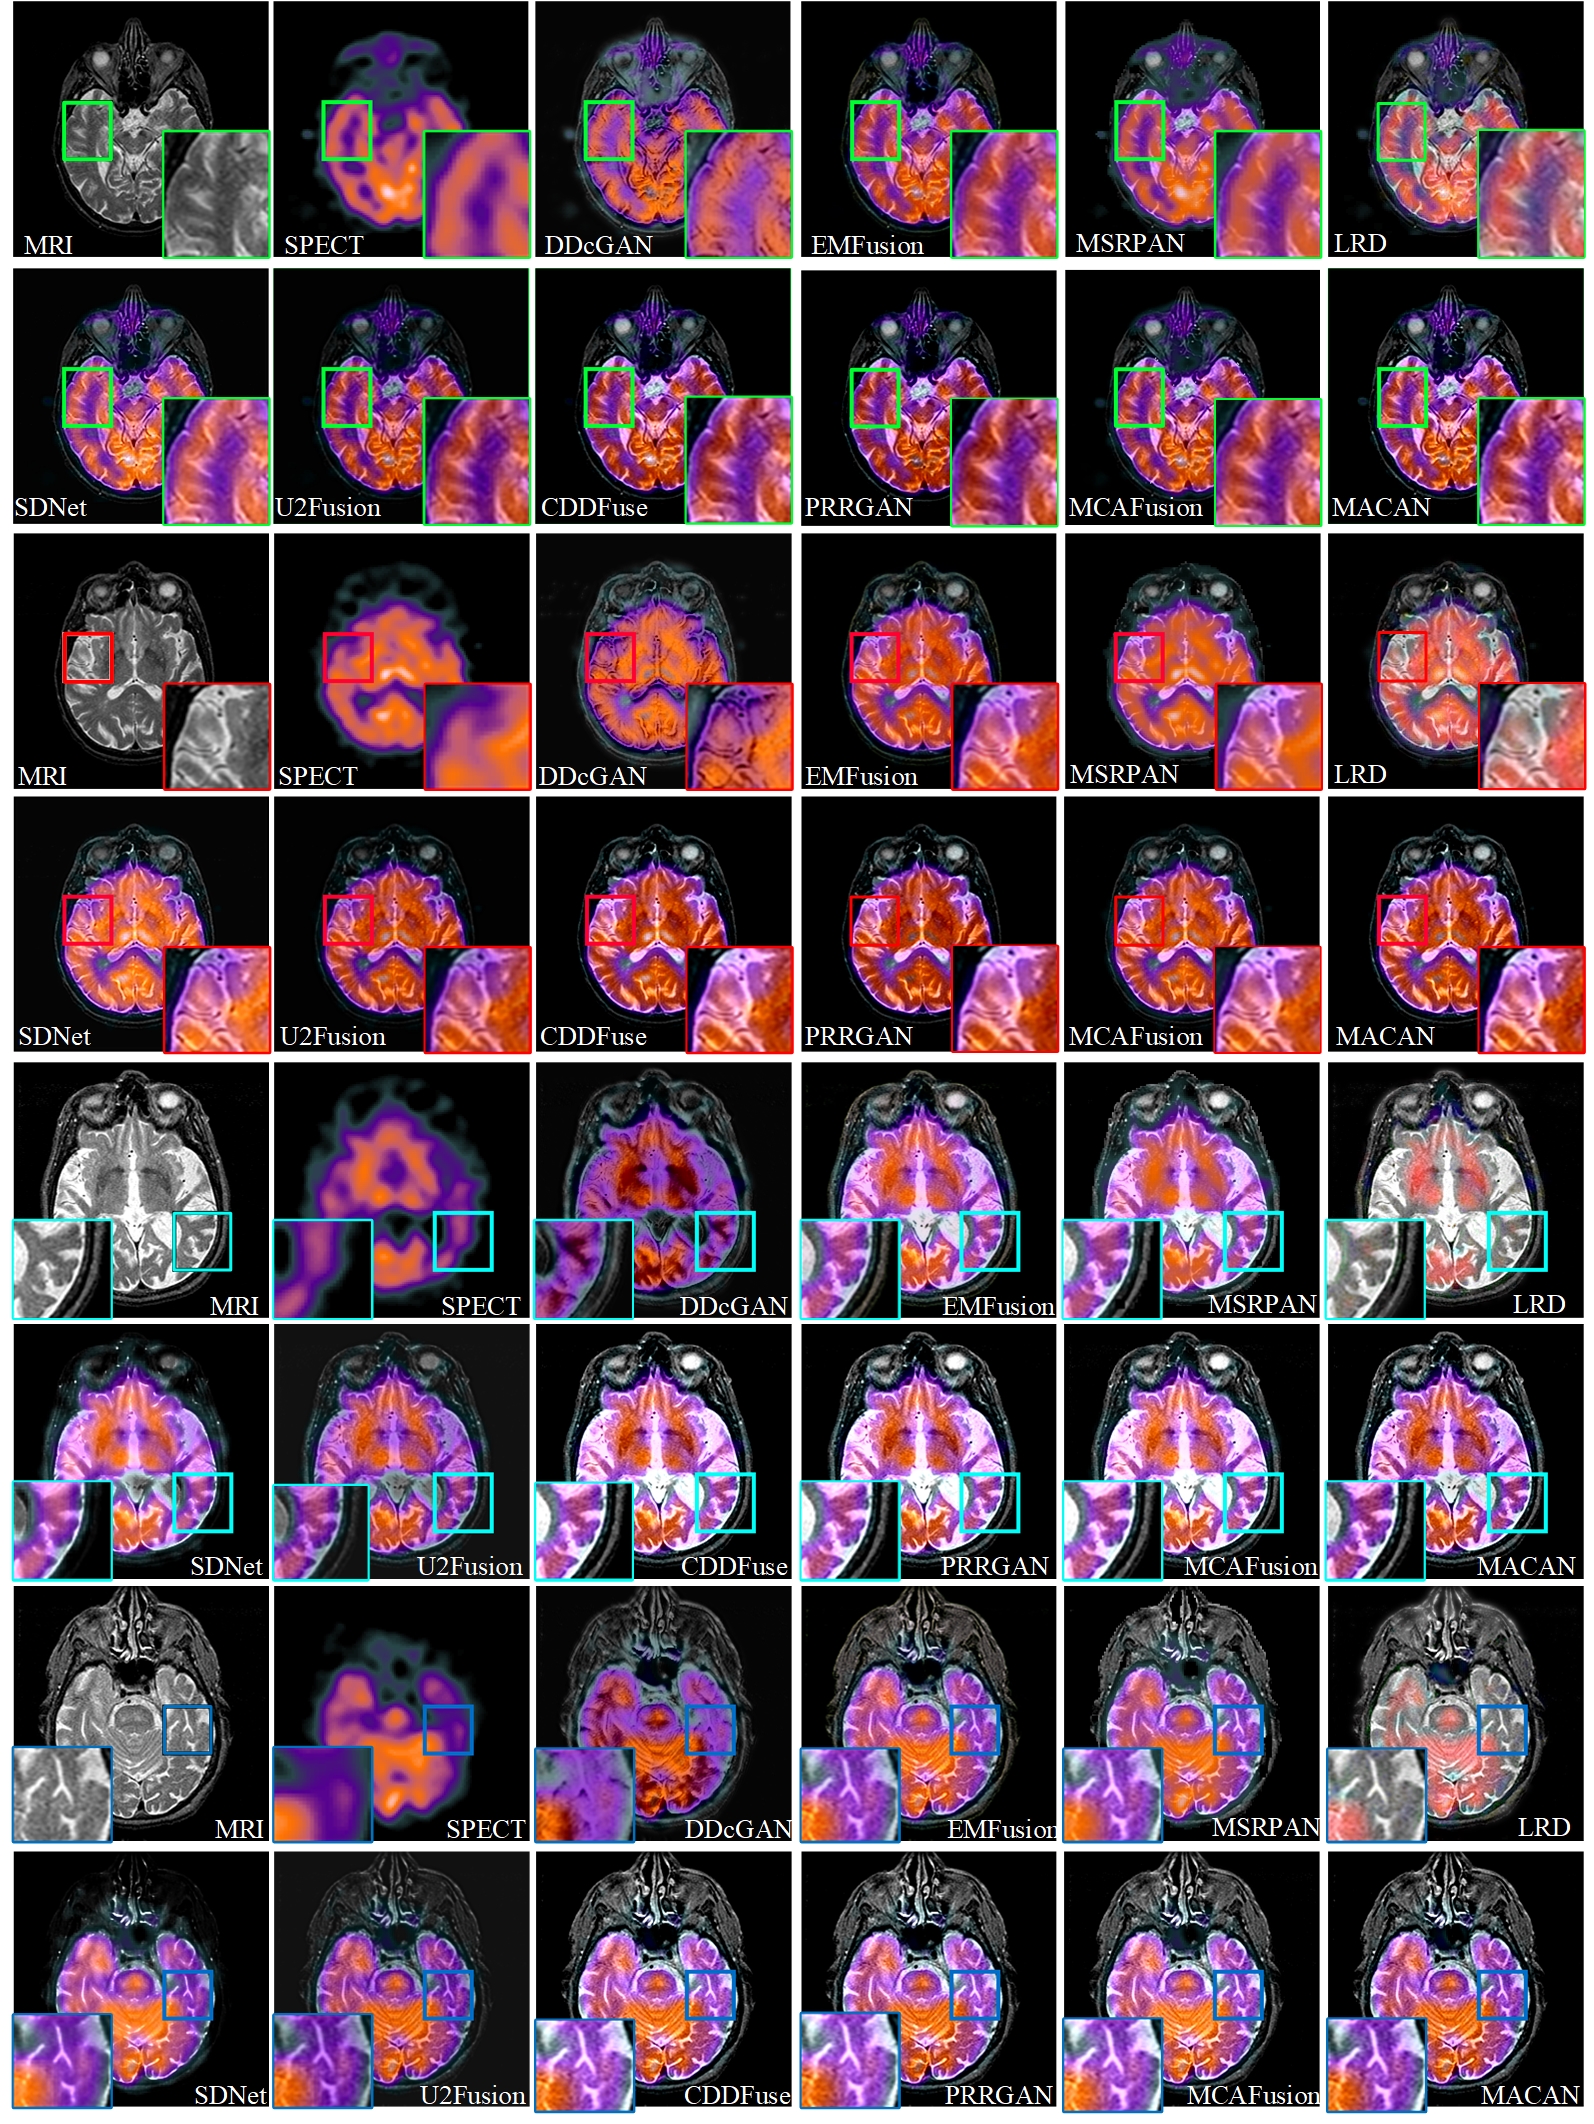 MRI
SPECT
DDcGAN
EMFusion
MSRPAN
LRD
SDNet
U2Fusion
CDDFuse
PRRGAN
MCAFusion
MACAN
MRI
SPECT
DDcGAN
EMFusion
MSRPAN
LRD
SDNet
U2Fusion
CDDFuse
PRRGAN
MCAFusion
MACAN
MRI
SPECT
DDcGAN
EMFusion
MSRPAN
LRD
SDNet
U2Fusion
CDDFuse
PRRGAN
MCAFusion
MACAN
MRI
SPECT
DDcGAN
EMFusion
MSRPAN
LRD
SDNet
U2Fusion
CDDFuse
PRRGAN
MCAFusion
MACAN